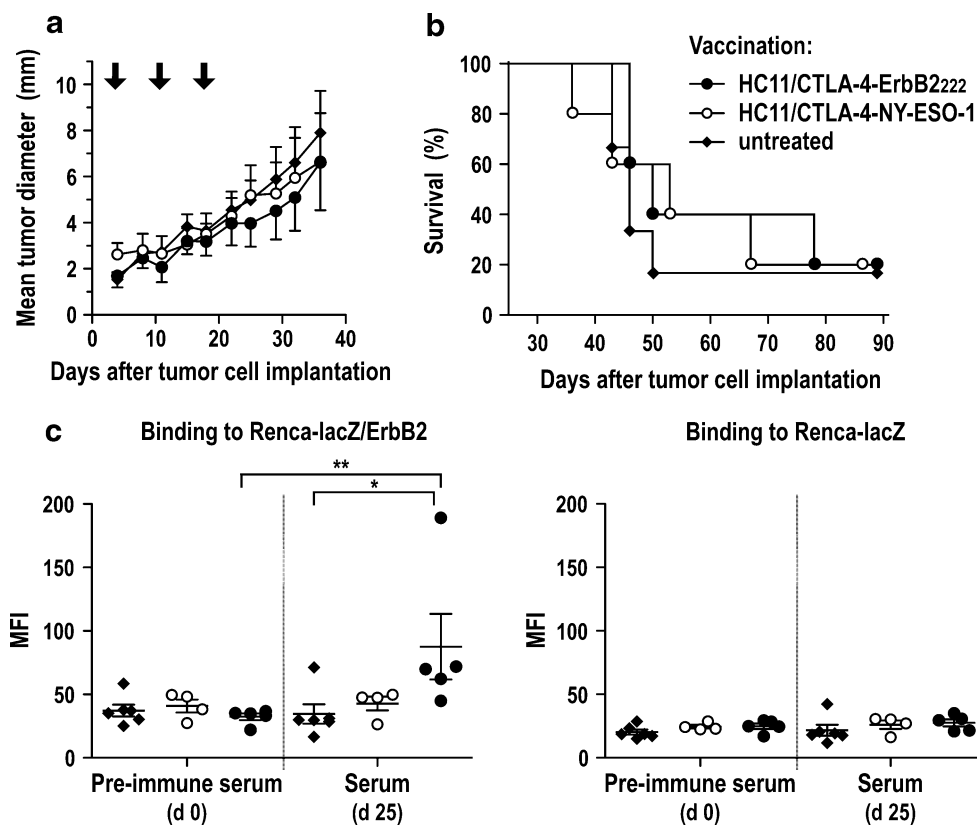 a
Mean tumor diameter (mm)
10
8
6
4
2
0
0 10 20 30 40
Days after tumor cell implantation
b
Vaccination:
HC11/CTLA-4-ErbB2222
HC11/CTLA-4-NY-ESO-1
untreated
Survival (%)
100
80
60
40
20
0
30 40 50 60 70 80 90
Days after tumor cell implantation
c
Binding to Renca-lacZ/ErbB2
**
*
MFI
200
150
100
50
0
Pre-immune serum
(d 0)
Serum
(d 25)
Binding to Renca-lacZ
MFI
200
150
100
50
0
Pre-immune serum
(d 0)
Serum
(d 25)